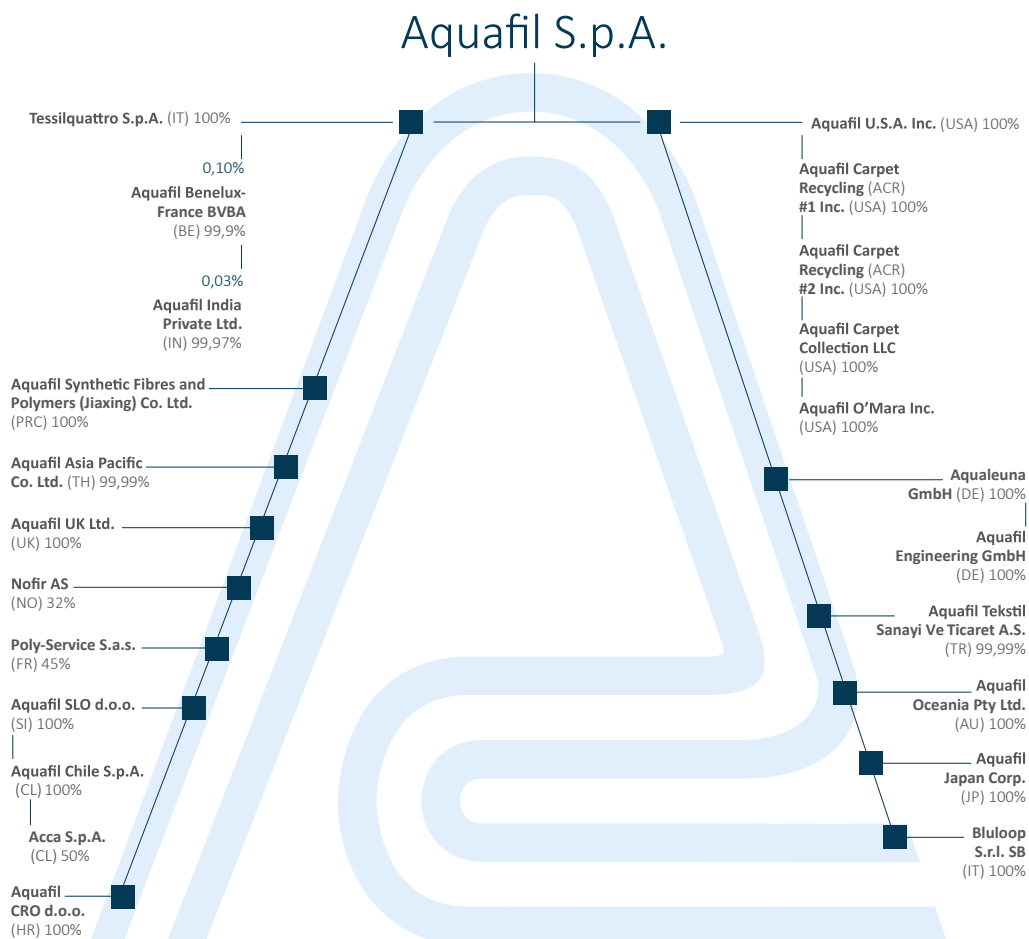 Aquafil S.p.A.
Tessilquattro S.p.A. (IT) 100%
0,10%
Aquafil Benelux-
France BVBA
(BE) 99,9%
0,03%
Aquafil India
Private Ltd.
(IN) 99,97%
Aquafil Synthetic Fibres and
Polymers (Jiaxing) Co. Ltd.
(PRC) 100%
Aquafil Asia Pacific
Co. Ltd. (TH) 99,99%
Aquafil UK Ltd.
(UK) 100%
Nofir AS
(NO) 32%
Poly-Service S.a.s.
(FR) 45%
Aquafil SLO d.o.o.
(SI) 100%
Aquafil Chile S.p.A.
(CL) 100%
Acca S.p.A.
(CL) 50%
Aquafil
CRO d.o.o.
(HR) 100%
Aquafil U.S.A. Inc. (USA) 100%
Aquafil Carpet
Recycling (ACR)
#1 Inc. (USA) 100%
Aquafil Carpet
Recycling (ACR)
#2 Inc. (USA) 100%
Aquafil Carpet
Collection LLC
(USA) 100%
Aquafil O’Mara Inc.
(USA) 100%
Aqualeuna
GmbH (DE) 100%
Aquafil
Engineering GmbH
(DE) 100%
Aquafil Tekstil
Sanayi Ve Ticaret A.S.
(TR) 99,99%
Aquafil
Oceania Pty Ltd.
(AU) 100%
Aquafil
Japan Corp.
(JP) 100%
Bluloop
S.r.l. SB
(IT) 100%